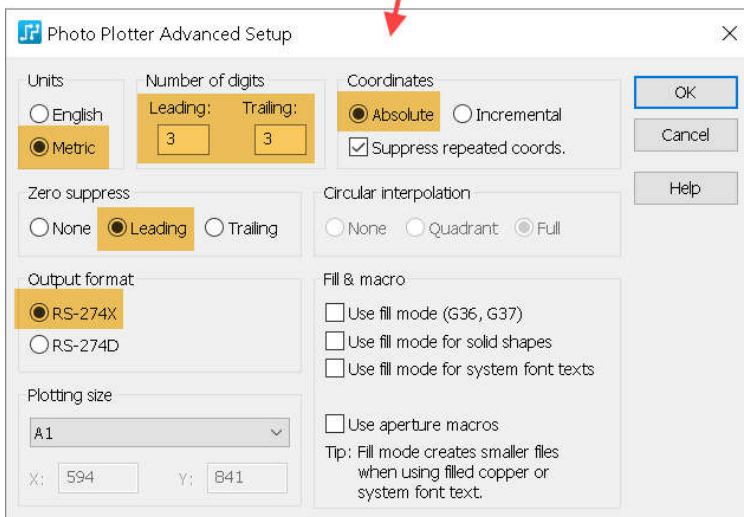 Photo Plotter Advanced Setup
Units
English
Metric
Number of digits
Leading: Trailing:
3 3
Coordinates
Absolute Incremental
Suppress repeated coords.
OK
Cancel
Help
Zero suppress
None Leading Trailing
Circular interpolation
None Quadrant Full
Output format
RS-274X
RS-274D
Fill & macro
Use fill mode (G36, G37)
Use fill mode for solid shapes
Use fill mode for system font texts
Use aperture macros
Tip: Fill mode creates smaller files
when using filled copper or
system font text.
Plotting size
A1
X: 594 Y: 841